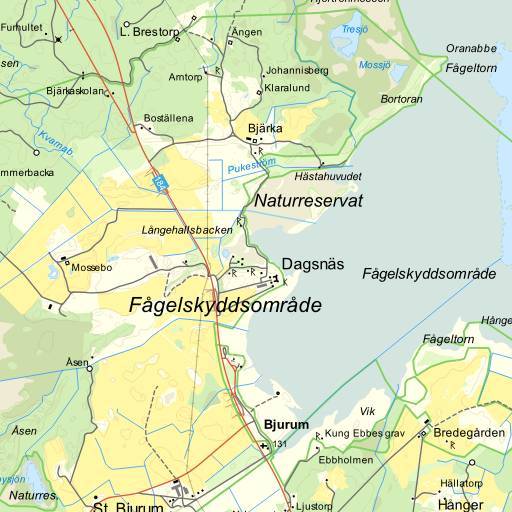 Furhultet
L. Brestorp
Ängen
Tresjö
Mossjö
Oranabbe
Fågeltorn
Amtorp
Johannisberg
Klaralund
Bortoran
Bjärkaskolan
Boställena
Bjärka
Kvarnab
Pukeström
Hästahuvudet
mmerbacka
184
Naturreservat
Långehallsbacken
Mossebo
Dagsnäs
Fågelskyddsområde
Fågelskyddsområde
Hånge
Fågeltorn
Åsen
Åsen
Vik
Bjurum
Kung Ebbes grav
Bredegården
131
Ebbholmen
ysjön
Naturres.
St. Bjurum
Ljustorp
Hällatorp
Hånger